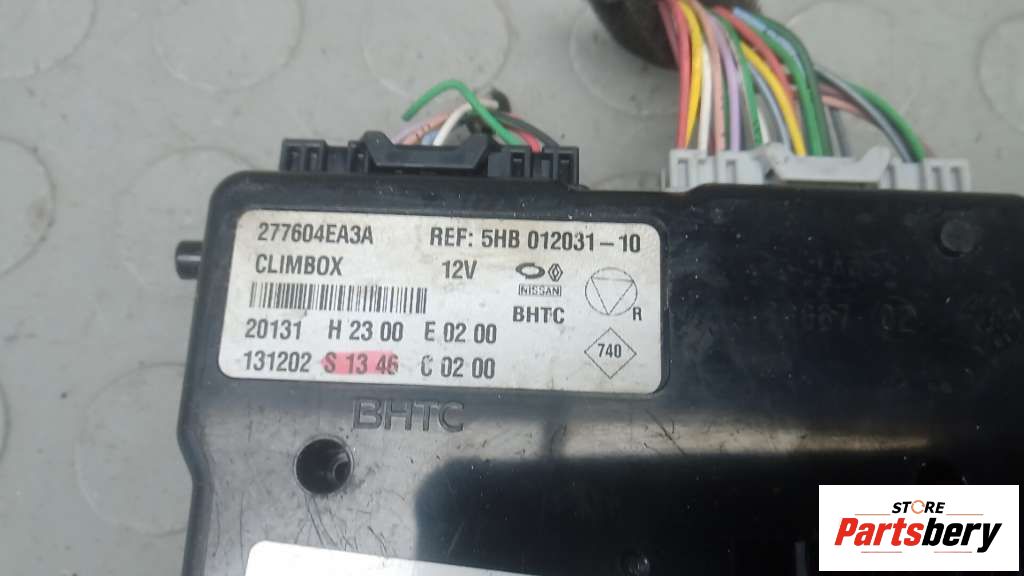 277604EA3A REF: 5HB 012031-10
CLIMBOX 12V
NISSAN
BHTC R
20131 H 23 00 E 02 00
740
131202 S 13 46 C 02 00
BHTC
STORE
Partsbery